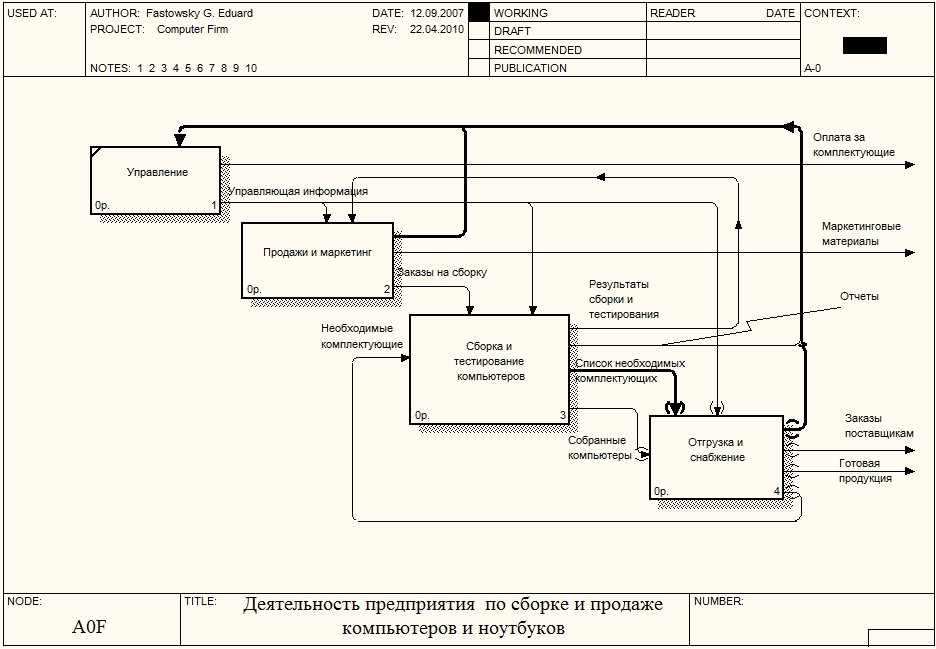 USED AT:
AUTHOR: Fastowsky G. Eduard
DATE: 12.09.2007
PROJECT: Computer Firm
REV: 22.04.2010
NOTES: 1 2 3 4 5 6 7 8 9 10
WORKING
DRAFT
RECOMMENDED
PUBLICATION
READER
DATE
CONTEXT:
A-0
Управление
0р.
1
Оплата за
комплектующие
Управляющая информация
Продажи и маркетинг
0р.
2
Маркетинговые
материалы
Заказы на сборку
Результаты
сборки и
тестирования
Отчеты
Необходимые
комплектующие
Сборка и
тестирование
компьютеров
0р.
3
Список необходимых
комплектующих
Собранные
компьютеры
Отгрузка и
снабжение
0р.
4
Заказы
поставщикам
Готовая
продукция
NODE:
A0F
TITLE:
Деятельность предприятия по сборке и продаже
компьютеров и ноутбуков
NUMBER: